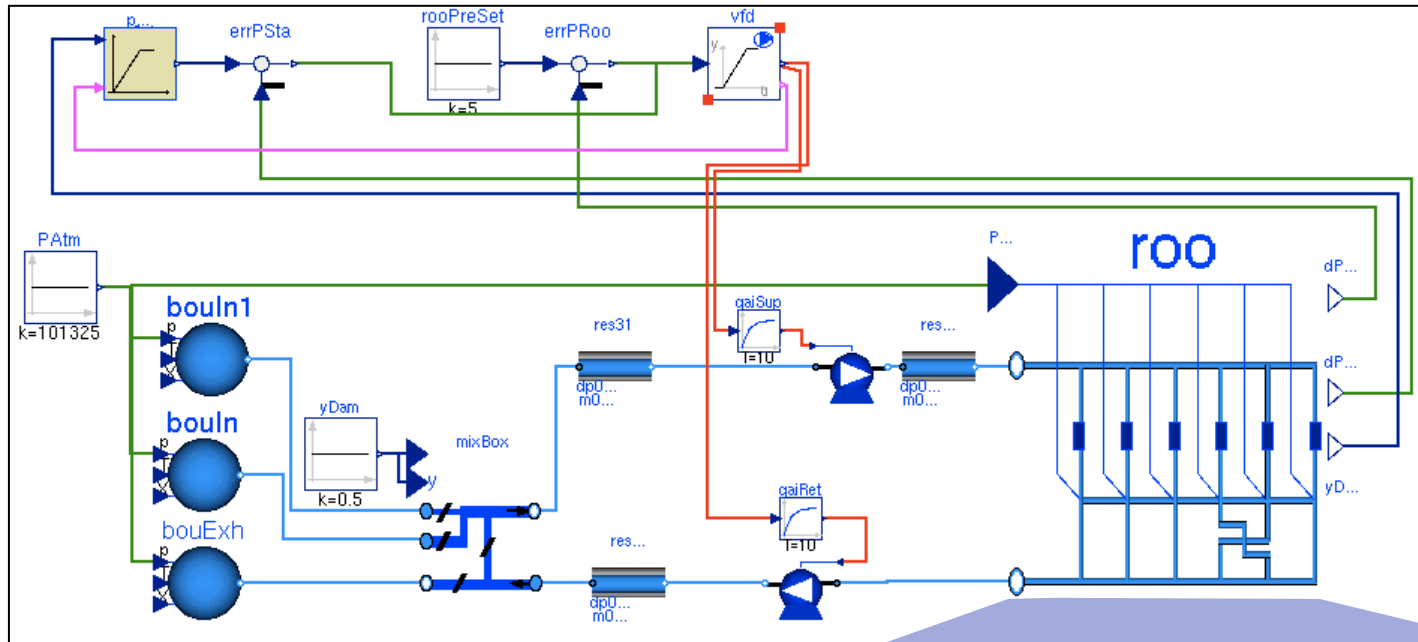 p...
errPSta
rooPreSet
k=5
errPRoo
vfd
y
u
PAtm
k=101325
bouIn1
p
T
X
bouIn
p
T
X
bouExh
p
T
X
yDam
k=0.5
mixBox
y
res31
dp0...
m0...
gaiSup
T=10
res...
dp0...
m0...
gaiRet
T=10
res...
dp0...
m0...
P...
roo
dP...
dP...
yD...